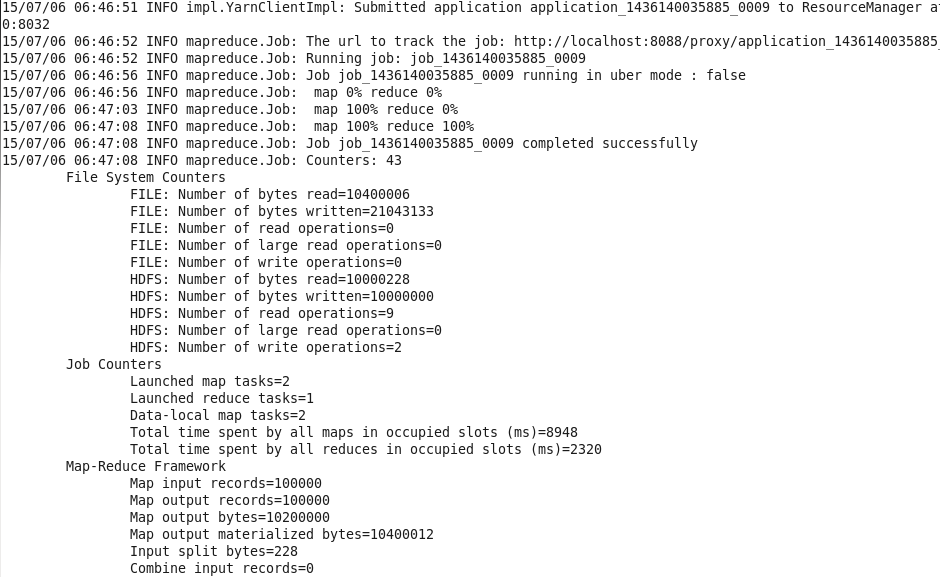 15/07/06 06:46:51 INFO impl.YarnClientImpl: Submitted application application_1436140035885_0009 to ResourceManager at
0:8032
15/07/06 06:46:52 INFO mapreduce.Job: The url to track the job: http://localhost:8088/proxy/application_1436140035885_
15/07/06 06:46:52 INFO mapreduce.Job: Running job: job_1436140035885_0009
15/07/06 06:46:56 INFO mapreduce.Job: Job job_1436140035885_0009 running in uber mode : false
15/07/06 06:46:56 INFO mapreduce.Job:  map 0% reduce 0%
15/07/06 06:47:03 INFO mapreduce.Job:  map 100% reduce 0%
15/07/06 06:47:08 INFO mapreduce.Job:  map 100% reduce 100%
15/07/06 06:47:08 INFO mapreduce.Job: Job job_1436140035885_0009 completed successfully
15/07/06 06:47:08 INFO mapreduce.Job: Counters: 43
File System Counters
FILE: Number of bytes read=10400006
FILE: Number of bytes written=21043133
FILE: Number of read operations=0
FILE: Number of large read operations=0
FILE: Number of write operations=0
HDFS: Number of bytes read=10000228
HDFS: Number of bytes written=10000000
HDFS: Number of read operations=9
HDFS: Number of large read operations=0
HDFS: Number of write operations=2
Job Counters
Launched map tasks=2
Launched reduce tasks=1
Data-local map tasks=2
Total time spent by all maps in occupied slots (ms)=8948
Total time spent by all reduces in occupied slots (ms)=2320
Map-Reduce Framework
Map input records=100000
Map output records=100000
Map output bytes=10200000
Map output materialized bytes=10400012
Input split bytes=228
Combine input records=0